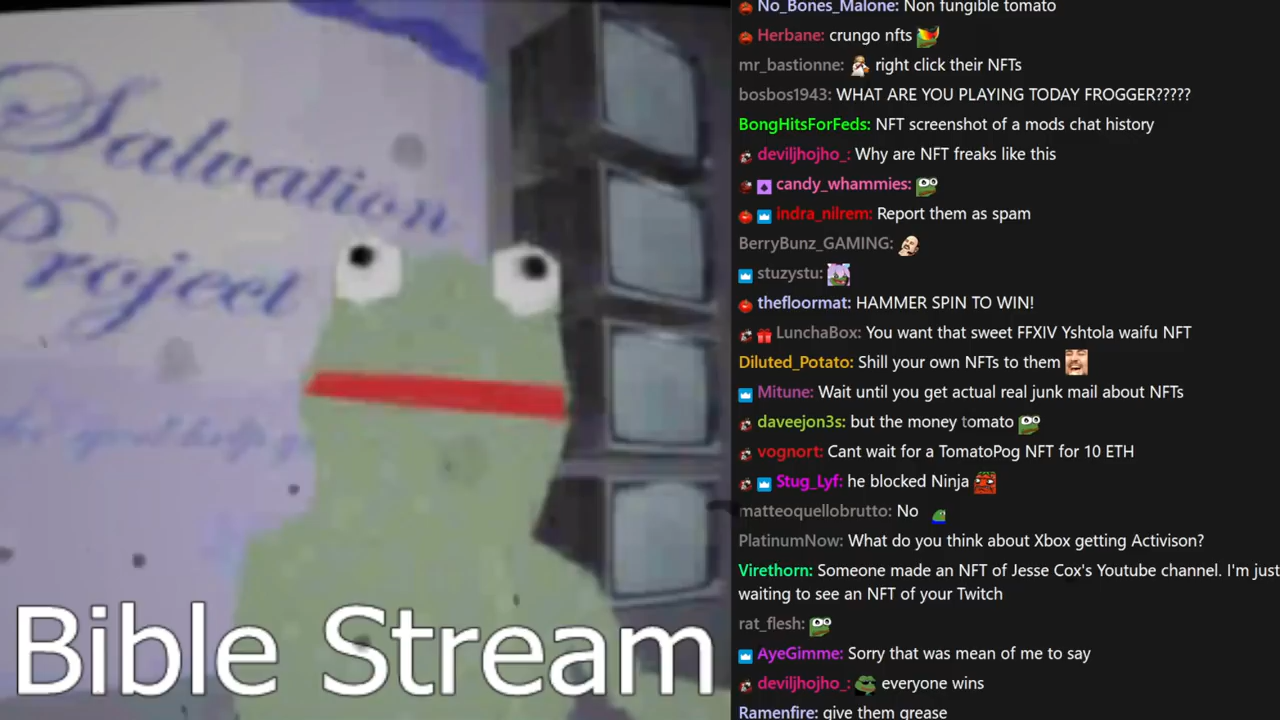 Salvation
Project
Bible Stream
No_Bones_Malone: Non fungible tomato
Herbane: crungo nfts
mr_bastionne: right click their NFTs
bosbos1943: WHAT ARE YOU PLAYING TODAY FROGGER?????
BongHitsForFeds: NFT screenshot of a mods chat history
deviljhojho_: Why are NFT freaks like this
candy_whammies:
indra_nilrem: Report them as spam
BerryBunz_GAMING:
stuzystu:
thefloormat: HAMMER SPIN TO WIN!
LunchaBox: You want that sweet FFXIV Yshtola waifu NFT
Diluted_Potato: Shill your own NFTs to them
Mitune: Wait until you get actual real junk mail about NFTs
daveejon3s: but the money tomato
vognort: Cant wait for a TomatoPog NFT for 10 ETH
Stug_Lyf: he blocked Ninja
matteoquellobrutto: No
PlatinumNow: What do you think about Xbox getting Activison?
Virethorn: Someone made an NFT of Jesse Cox's Youtube channel. I'm just
waiting to see an NFT of your Twitch
rat_flesh:
AyeGimme: Sorry that was mean of me to say
deviljhojho_: everyone wins
Ramenfire: give them grease